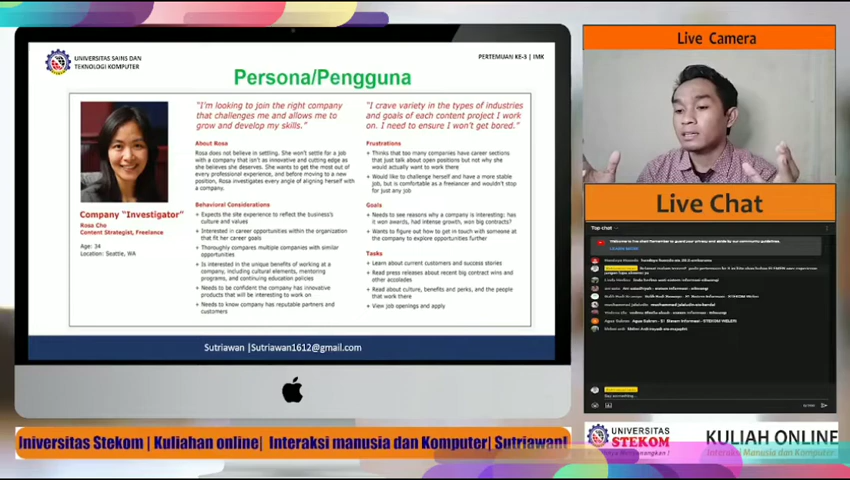 UNIVERSITAS SAINS DAN
TEKNOLOGI KOMPUTER
PERTEMUAN KE-3 | IMK
Persona/Pengguna
Company "Investigator"
Rosa Cho
Content Strategist, Freelance
Age: 34
Location: Seattle, WA
"I'm looking to join the right company
that challenges me and allows me to
grow and develop my skills."
About Rosa
Rosa does not believe in settling. She won't settle for a job
with a company that isn't as innovative and cutting edge as
she believes she deserves. She wants to get the most out of
every professional experience, and before moving to a new
position, Rosa investigates every angle of aligning herself with
a company.
Behavioral Considerations
Expects the site experience to reflect the business's
culture and values
Interested in career opportunities within the organization
that fit her career goals
Thoroughly compares multiple companies with similar
opportunities
Is interested in the unique benefits of working at a
company, including cultural elements, mentoring
programs, and continuing education policies
Needs to be confident the company has innovative
products that will be interesting to work on
Needs to know company has reputable partners and
customers
"I crave variety in the types of industries
and goals of each content project I work
on. I need to ensure I won't get bored."
Frustrations
Thinks that too many companies have career sections
that just talk about open positions but not why she
would actually want to work there
Would like to challenge herself and have a more stable
job, but is comfortable as a freelancer and wouldn't stop
for just any job
Goals
Needs to see reasons why a company is interesting: has
it won awards, had intense growth, won big contracts?
Wants to figure out how to get in touch with someone at
the company to explore opportunities further
Tasks
Learn about current customers and success stories
Read press releases about recent big contract wins and
other accolades
Read about culture, benefits and perks, and the people
that work there
View job openings and apply
Sutriawan |Sutriawan1612@gmail.com
Live Camera
Live Chat
Top chat
Say something...
Universitas Stekom | Kuliahan online| Interaksi manusia dan Komputer| Sutriawan|
UNIVERSITAS
STEKOM
KULIAH ONLINE
Interaksi Manusia dan Komputer